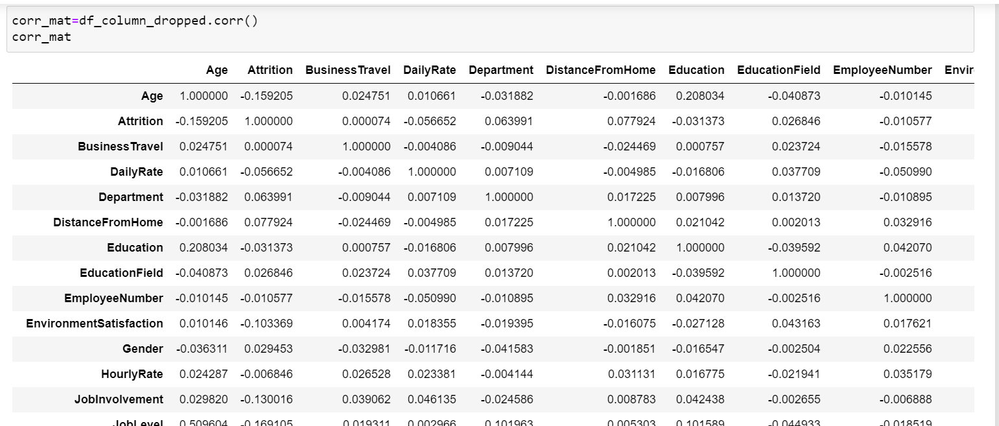 corr_mat=df_column_dropped.corr()
corr_mat
Age Attrition BusinessTravel DailyRate Department DistanceFromHome Education EducationField EmployeeNumber Envir
Age 1.000000 -0.159205 0.024751 0.010661 -0.031882 -0.001686 0.208034 -0.040873 -0.010145
Attrition -0.159205 1.000000 0.000074 -0.056652 0.063991 0.077924 -0.031373 0.026846 -0.010577
BusinessTravel 0.024751 0.000074 1.000000 -0.004086 -0.009044 -0.024469 0.000757 0.023724 -0.015578
DailyRate 0.010661 -0.056652 -0.004086 1.000000 0.007109 -0.004985 -0.016806 0.037709 -0.050990
Department -0.031882 0.063991 -0.009044 0.007109 1.000000 0.017225 0.007996 0.013720 -0.010895
DistanceFromHome -0.001686 0.077924 -0.024469 -0.004985 0.017225 1.000000 0.021042 0.002013 0.032916
Education 0.208034 -0.031373 0.000757 -0.016806 0.007996 0.021042 1.000000 -0.039592 0.042070
EducationField -0.040873 0.026846 0.023724 0.037709 0.013720 0.002013 -0.039592 1.000000 -0.002516
EmployeeNumber -0.010145 -0.010577 -0.015578 -0.050990 -0.010895 0.032916 0.042070 -0.002516 1.000000
EnvironmentSatisfaction 0.010146 -0.103369 0.004174 0.018355 -0.019395 -0.016075 -0.027128 0.043163 0.017621
Gender -0.036311 0.029453 -0.032981 -0.011716 -0.041583 -0.001851 -0.016547 -0.002504 0.022556
HourlyRate 0.024287 -0.006846 0.026528 0.023381 -0.004144 0.031131 0.016775 -0.021941 0.035179
JobInvolvement 0.029820 -0.130016 0.039062 0.046135 -0.024586 0.008783 0.042438 -0.002655 -0.006888
JobLevel 0.509604 -0.169105 0.019311 0.002966 0.101963 0.005303 0.101589 -0.044933 -0.018519